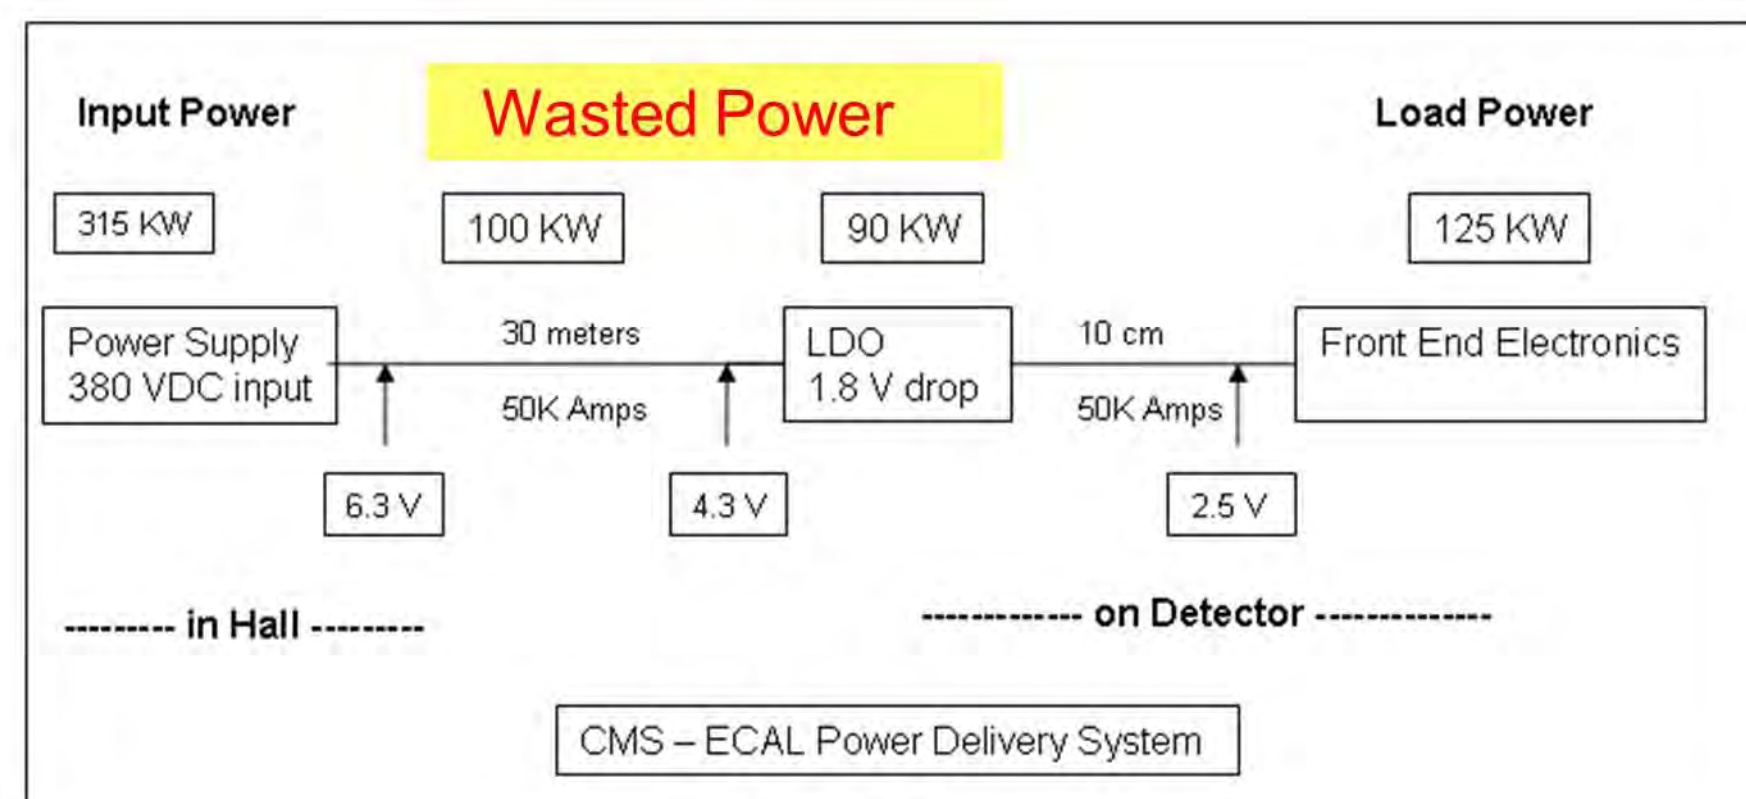 Input Power
Wasted Power
Load Power
315 KW
100 KW
90 KW
125 KW
Power Supply
380 VDC input
30 meters
50K Amps
LDO
1.8 V drop
10 cm
50K Amps
Front End Electronics
6.3 V
4.3 V
2.5 V
--------- in Hall ---------
------------- on Detector --------------
CMS – ECAL Power Delivery System